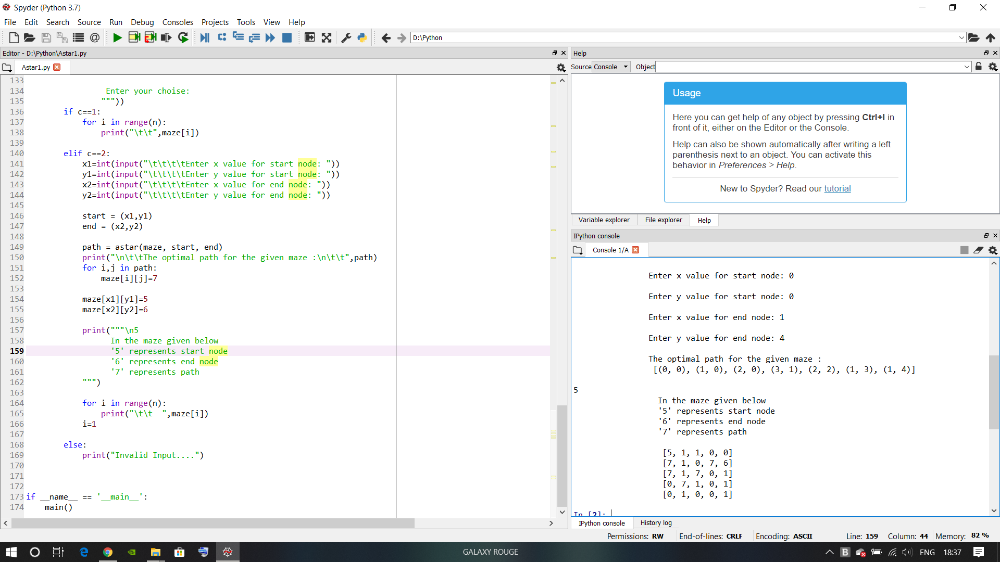 Spyder (Python 3.7)
File Edit Search Source Run Debug Consoles Projects Tools View Help
D:\Python
Editor - D:\Python\Astar1.py
Astar1.py
133
134 Enter your choise:
135 """))
136 if c==1:
137 for i in range(n):
138 print("\t\t",maze[i])
139
140 elif c==2:
141 x1=int(input("\t\t\t\tEnter x value for start node: "))
142 y1=int(input("\t\t\t\tEnter y value for start node: "))
143 x2=int(input("\t\t\t\tEnter x value for end node: "))
144 y2=int(input("\t\t\t\tEnter y value for end node: "))
145
146 start = (x1,y1)
147 end = (x2,y2)
148
149 path = astar(maze, start, end)
150 print("\n\t\tThe optimal path for the given maze :\n\t\t",path)
151 for i,j in path:
152 maze[i][j]=7
153
154 maze[x1][y1]=5
155 maze[x2][y2]=6
156
157 print("""\n5
158 In the maze given below
159 '5' represents start node
160 '6' represents end node
161 '7' represents path
162 """)
163
164 for i in range(n):
165 print("\t\t  ",maze[i])
166 i=1
167
168 else:
169 print("Invalid Input....")
170
171
172
173 if __name__ == '__main__':
174 main()
Help
Source Console Object
Usage
Here you can get help of any object by pressing Ctrl+I in
front of it, either on the Editor or the Console.
Help can also be shown automatically after writing a left
parenthesis next to an object. You can activate this
behavior in Preferences > Help.
New to Spyder? Read our tutorial
Variable explorer File explorer Help
IPython console
Console 1/A
Enter x value for start node: 0
Enter y value for start node: 0
Enter x value for end node: 1
Enter y value for end node: 4
The optimal path for the given maze :
[(0, 0), (1, 0), (2, 0), (3, 1), (2, 2), (1, 3), (1, 4)]
5
In the maze given below
'5' represents start node
'6' represents end node
'7' represents path
[5, 1, 1, 0, 0]
[7, 1, 0, 7, 6]
[7, 1, 7, 0, 1]
[0, 7, 1, 0, 1]
[0, 1, 0, 0, 1]
In [2]:
IPython console History log
Permissions: RW End-of-lines: CRLF Encoding: ASCII Line: 159 Column: 44 Memory: 82 %
GALAXY ROUGE
B
ENG 18:37